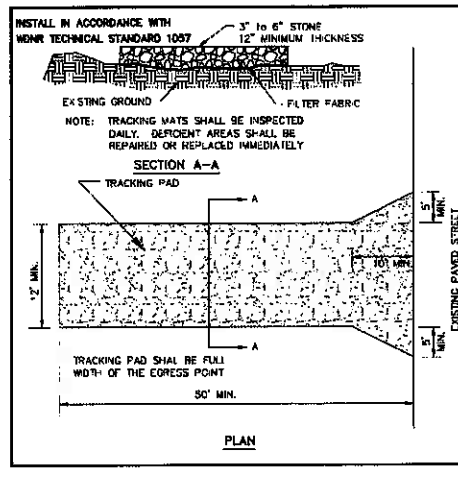 INSTALL IN ACCORDANCE WITH
WDNR TECHNICAL STANDARD 1057
3" to 6" STONE
12" MINIMUM THICKNESS
EXISTING GROUND
FILTER FABRIC
NOTE: TRACKING MATS SHALL BE INSPECTED
DAILY. DEFICIENT AREAS SHALL BE
REPAIRED OR REPLACED IMMEDIATELY
SECTION A-A
TRACKING PAD
A
5'
MIN.
12' MIN.
10' MIN.
EXISTING PAVED STREET
A
5'
MIN.
TRACKING PAD SHAL BE FULL
WIDTH OF THE EGRESS POINT
50' MIN.
PLAN